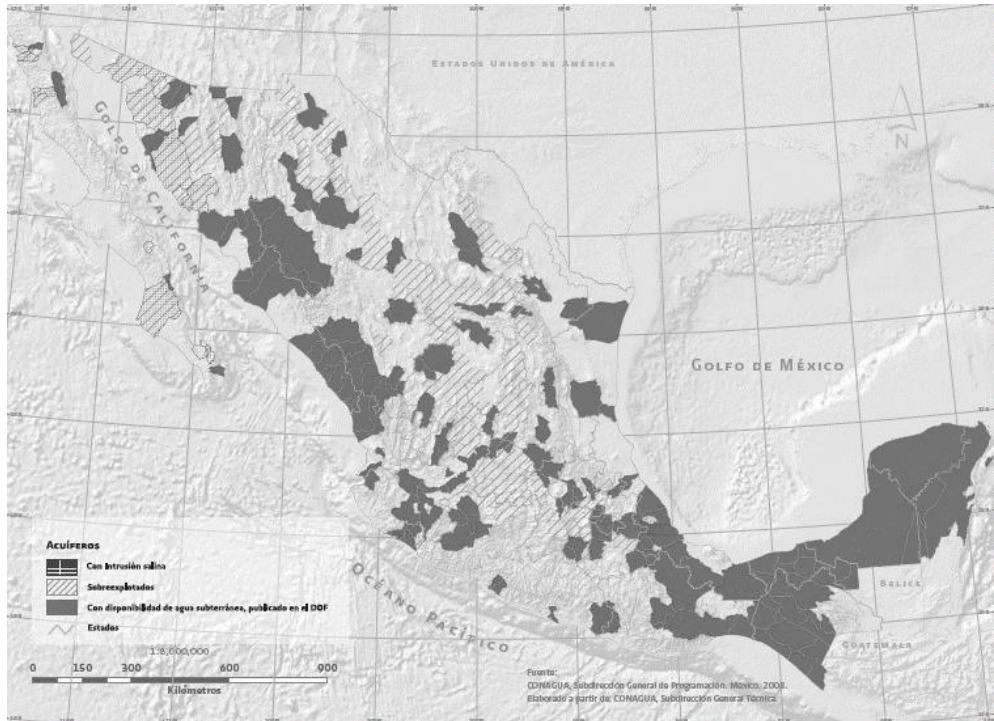 ESTADOS UNIDOS DE AMÉRICA
N
GOLFO DE CALIFORNIA
GOLFO DE MÉXICO
OCÉANO PACÍFICO
BELICE
GUATEMALA
ACUÍFEROS
Con intrusión salina
Sobreexplotados
Con disponibilidad de agua subterránea, publicado en el DOF
Estados
1:8,000,000
0 150 300 600 900
Kilómetros
Fuente:
CONAGUA, Subdirección General de Programación. México, 2008.
Elaborado a partir de: CONAGUA, Subdirección General Técnica.